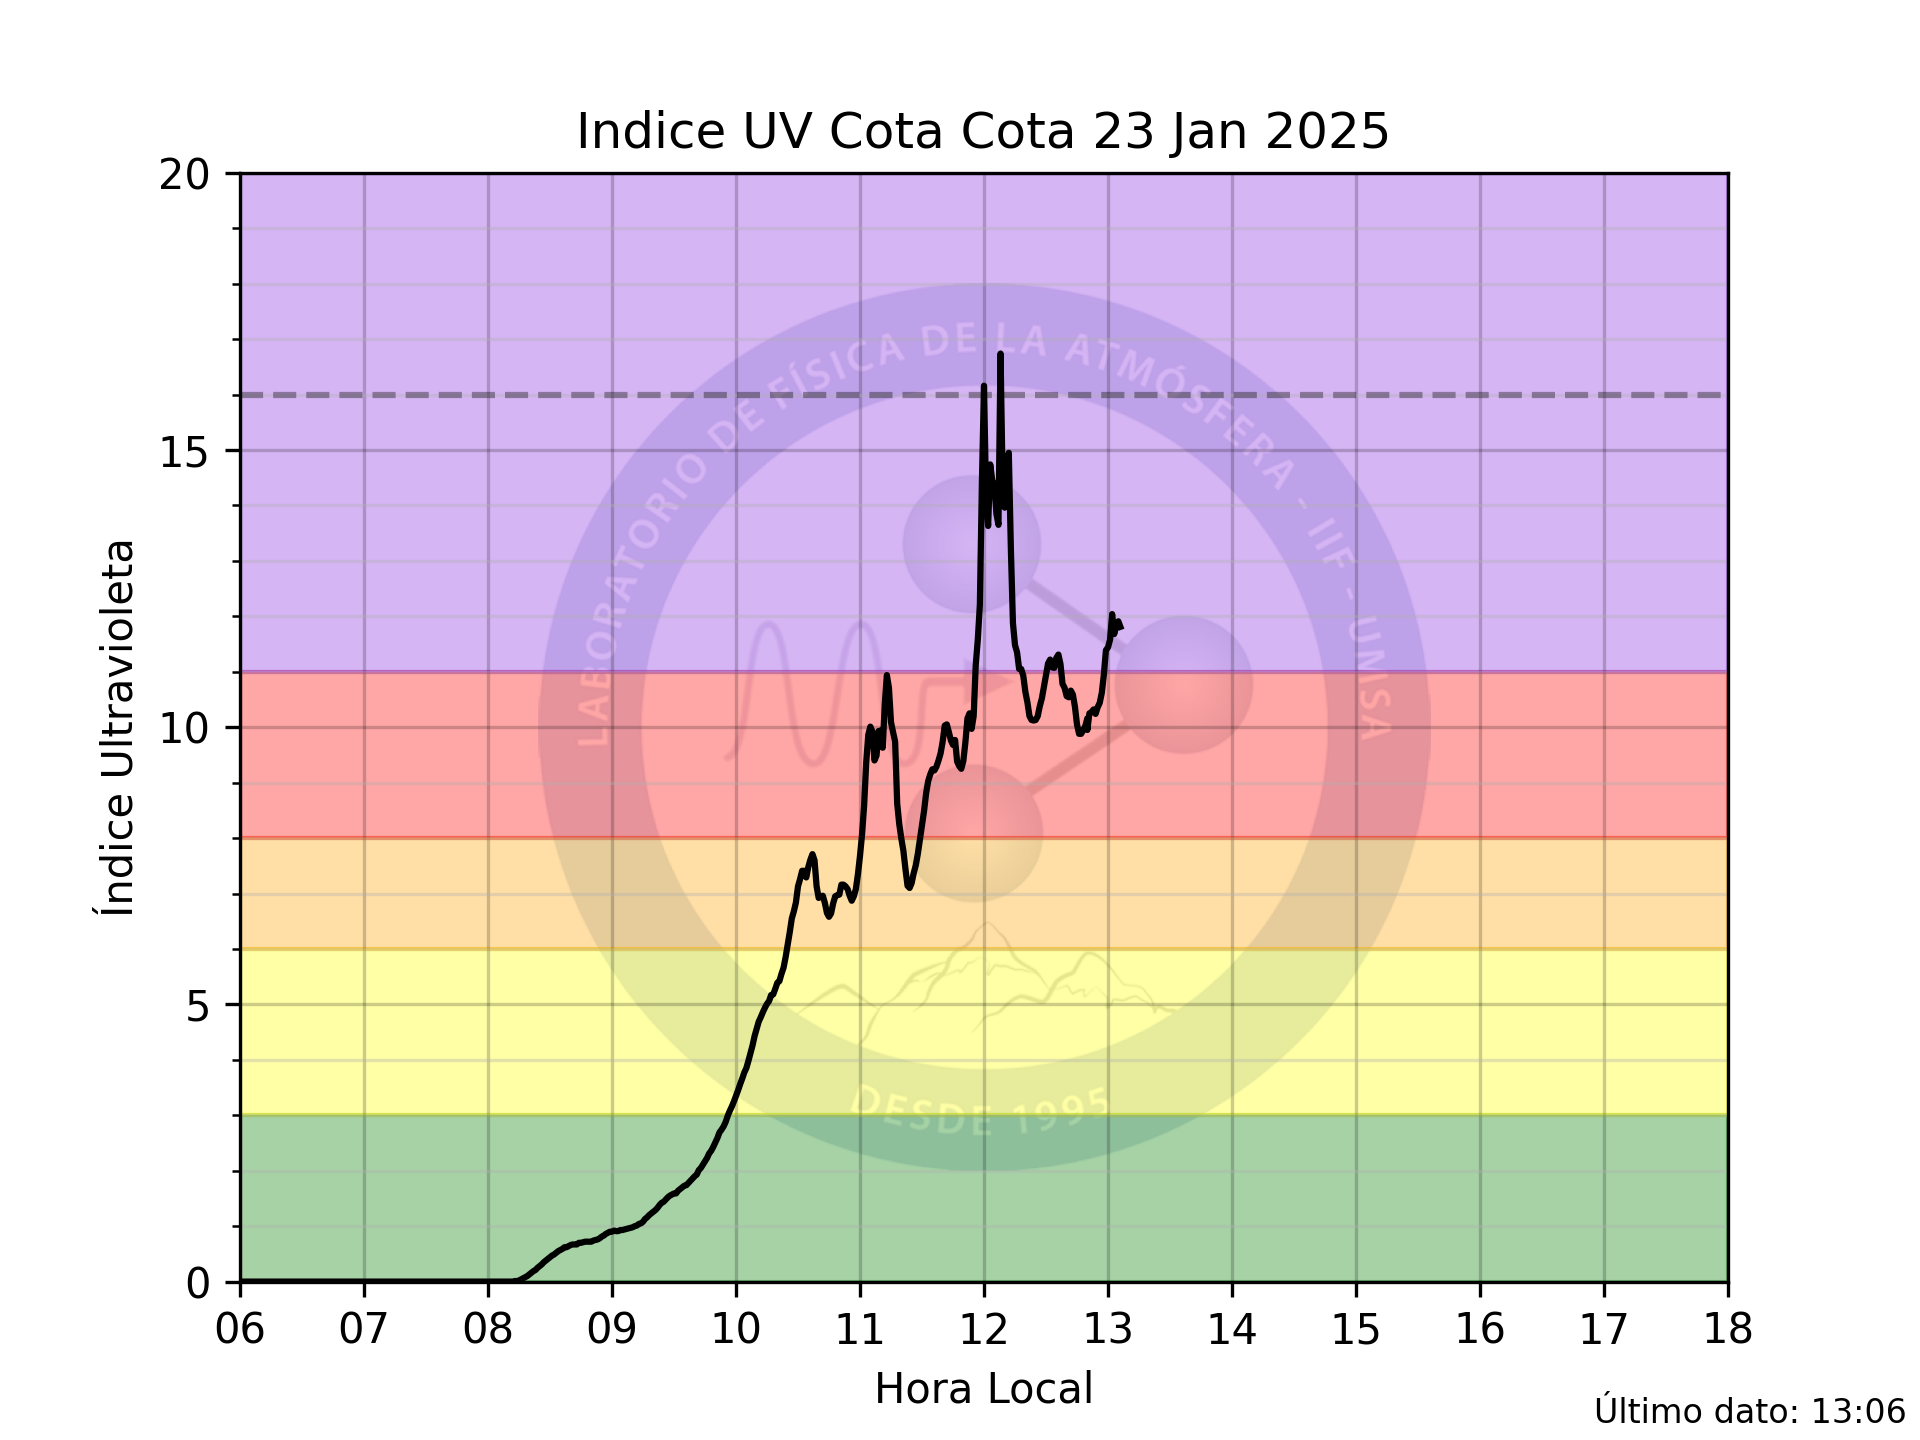 Indice UV Cota Cota 23 Jan 2025
20
15
10
5
0
Índice Ultravioleta
LABORATORIO DE FÍSICA DE LA ATMÓSFERA - IIF - UMSA
DESDE 1995
06 07 08 09 10 11 12 13 14 15 16 17 18
Hora Local
Último dato: 13:06